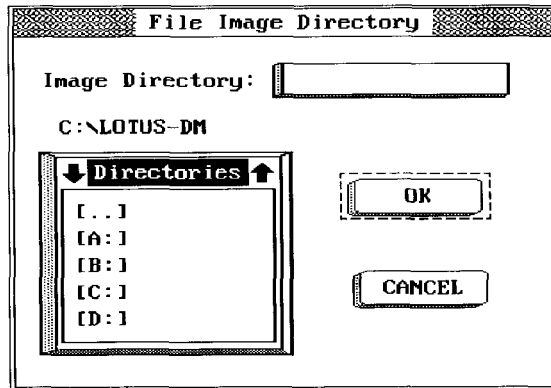 File Image Directory
Image Directory:
C:\LOTUS-DM
Directories
[..]
[A:]
[B:]
[C:]
[D:]
OK
CANCEL